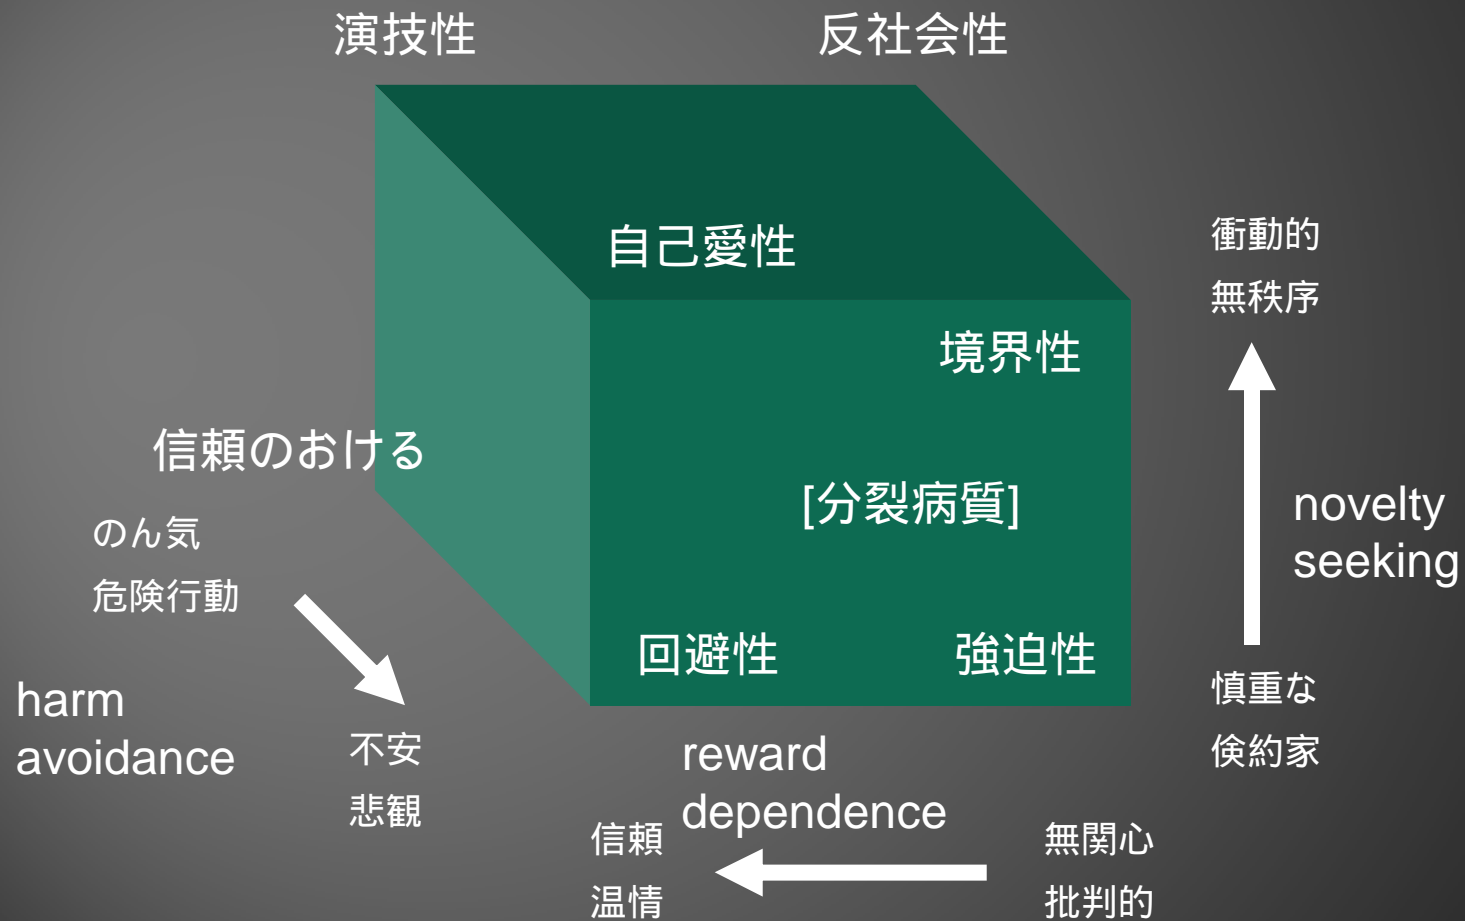 演技性
反社会性
自己愛性
衝動的
無秩序
境界性
信頼のおける
[分裂病質]
novelty
seeking
のん気
危険行動
回避性
強迫性
harm
avoidance
慎重な
倹約家
不安
悲観
reward
dependence
信頼
温情
無関心
批判的